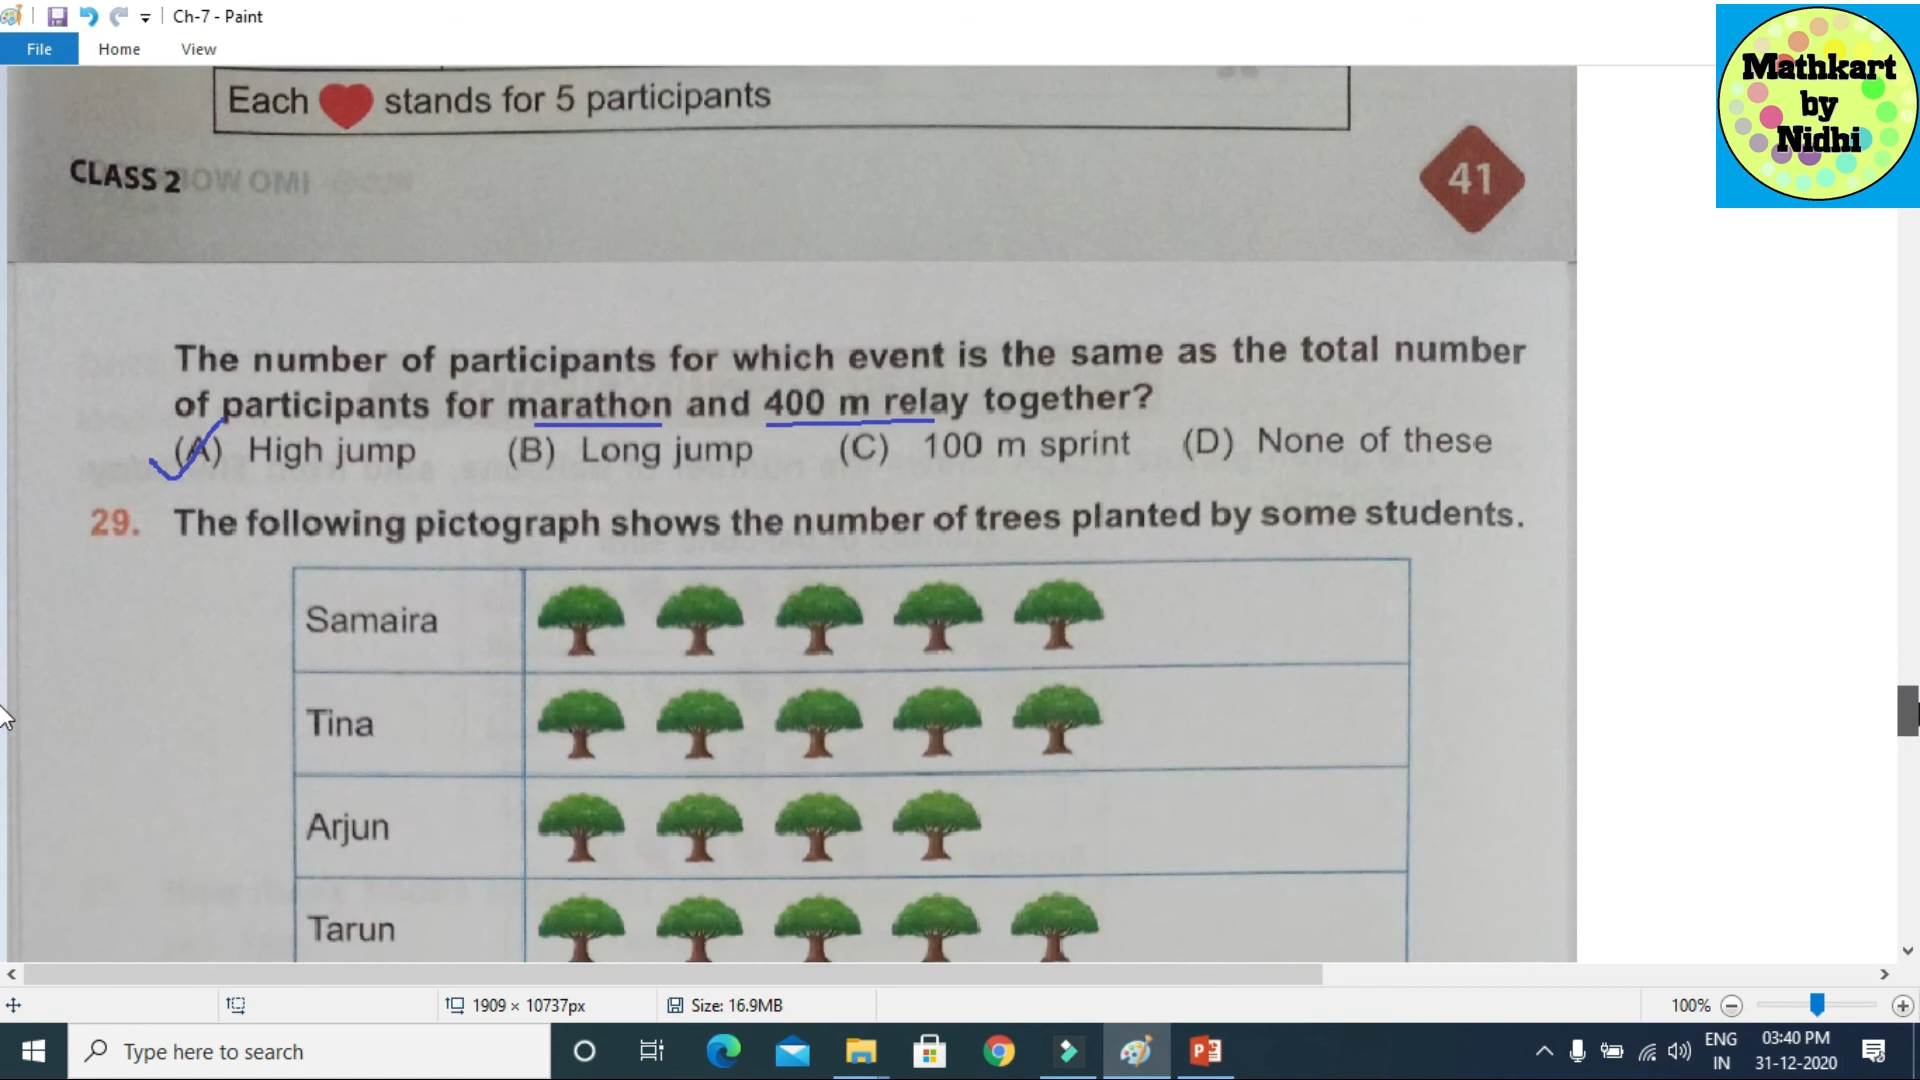 Ch-7 - Paint
File Home View
Mathkart
by
Nidhi
Each stands for 5 participants
CLASS 2
41
The number of participants for which event is the same as the total number
of participants for marathon and 400 m relay together?
(A) High jump (B) Long jump (C) 100 m sprint (D) None of these
29. The following pictograph shows the number of trees planted by some students.
Samaira
Tina
Arjun
Tarun
1909 × 10737px Size: 16.9MB 100%
Type here to search
ENG
IN
03:40 PM
31-12-2020